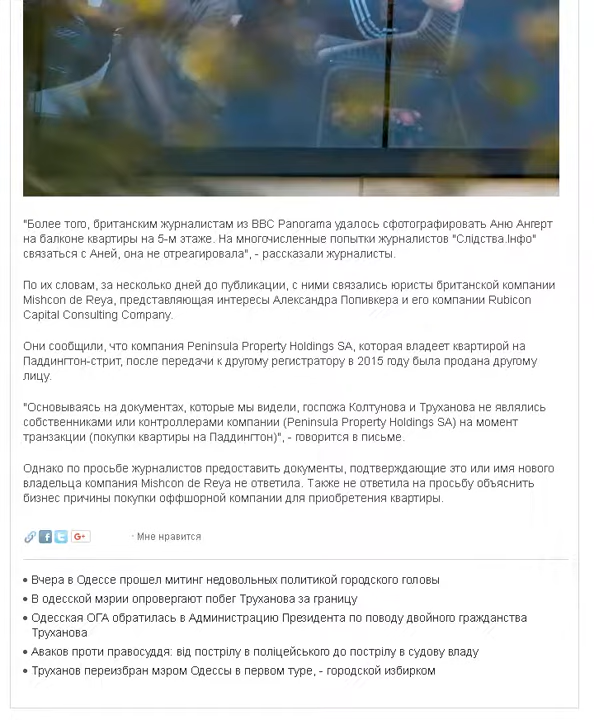 "Более того, британским журналистам из BBC Panorama удалось сфотографировать Аню Ангерт
на балконе квартиры на 5-м этаже. На многочисленные попытки журналистов "Слідства.Інфо"
связаться с Аней, она не отреагировала", - рассказали журналисты.
По их словам, за несколько дней до публикации, с ними связались юристы британской компании
Mishcon de Reya, представляющая интересы Александра Попивкера и его компании Rubicon
Capital Consulting Company.
Они сообщили, что компания Peninsula Property Holdings SA, которая владеет квартирой на
Паддингтон-стрит, после передачи к другому регистратору в 2015 году была продана другому
лицу.
"Основываясь на документах, которые мы видели, госпожа Колтунова и Труханова не являлись
собственниками или контроллерами компании (Peninsula Property Holdings SA) на момент
транзакции (покупки квартиры на Паддингтон)", - говорится в письме.
Однако по просьбе журналистов предоставить документы, подтверждающие это или имя нового
владельца компания Mishcon de Reya не ответила. Также не ответила на просьбу объяснить
бизнес причины покупки оффшорной компании для приобретения квартиры.
G+ · Мне нравится
• Вчера в Одессе прошел митинг недовольных политикой городского головы
• В одесской мэрии опровергают побег Труханова за границу
• Одесская ОГА обратилась в Администрацию Президента по поводу двойного гражданства
Труханова
• Аваков проти правосуддя: від пострілу в поліцейського до пострілу в судову владу
• Труханов переизбран мэром Одессы в первом туре, - городской избирком